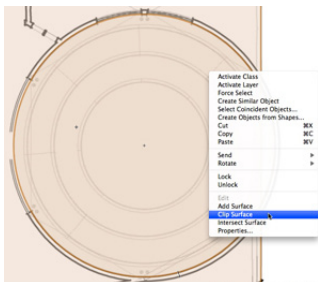 Activate Class
Activate Layer
Force Select
Create Similar Object
Select Coincident Objects...
Create Objects from Shapes...
Cut ⌘X
Copy ⌘C
Paste ⌘V
Send ▶
Rotate ▶
Lock
Unlock
Edit
Add Surface
Clip Surface
Intersect Surface
Properties...